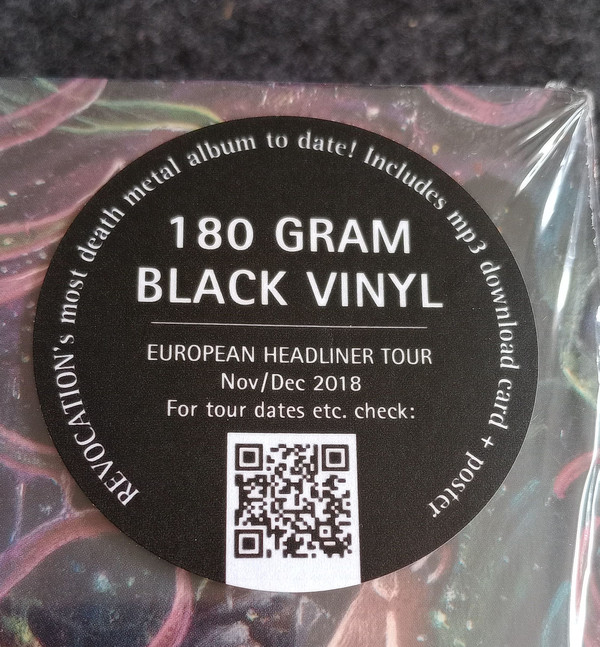 REVOCATION's most death metal album to date! Includes mp3 download card + poster
180 GRAM
BLACK VINYL
EUROPEAN HEADLINER TOUR
Nov/Dec 2018
For tour dates etc. check: